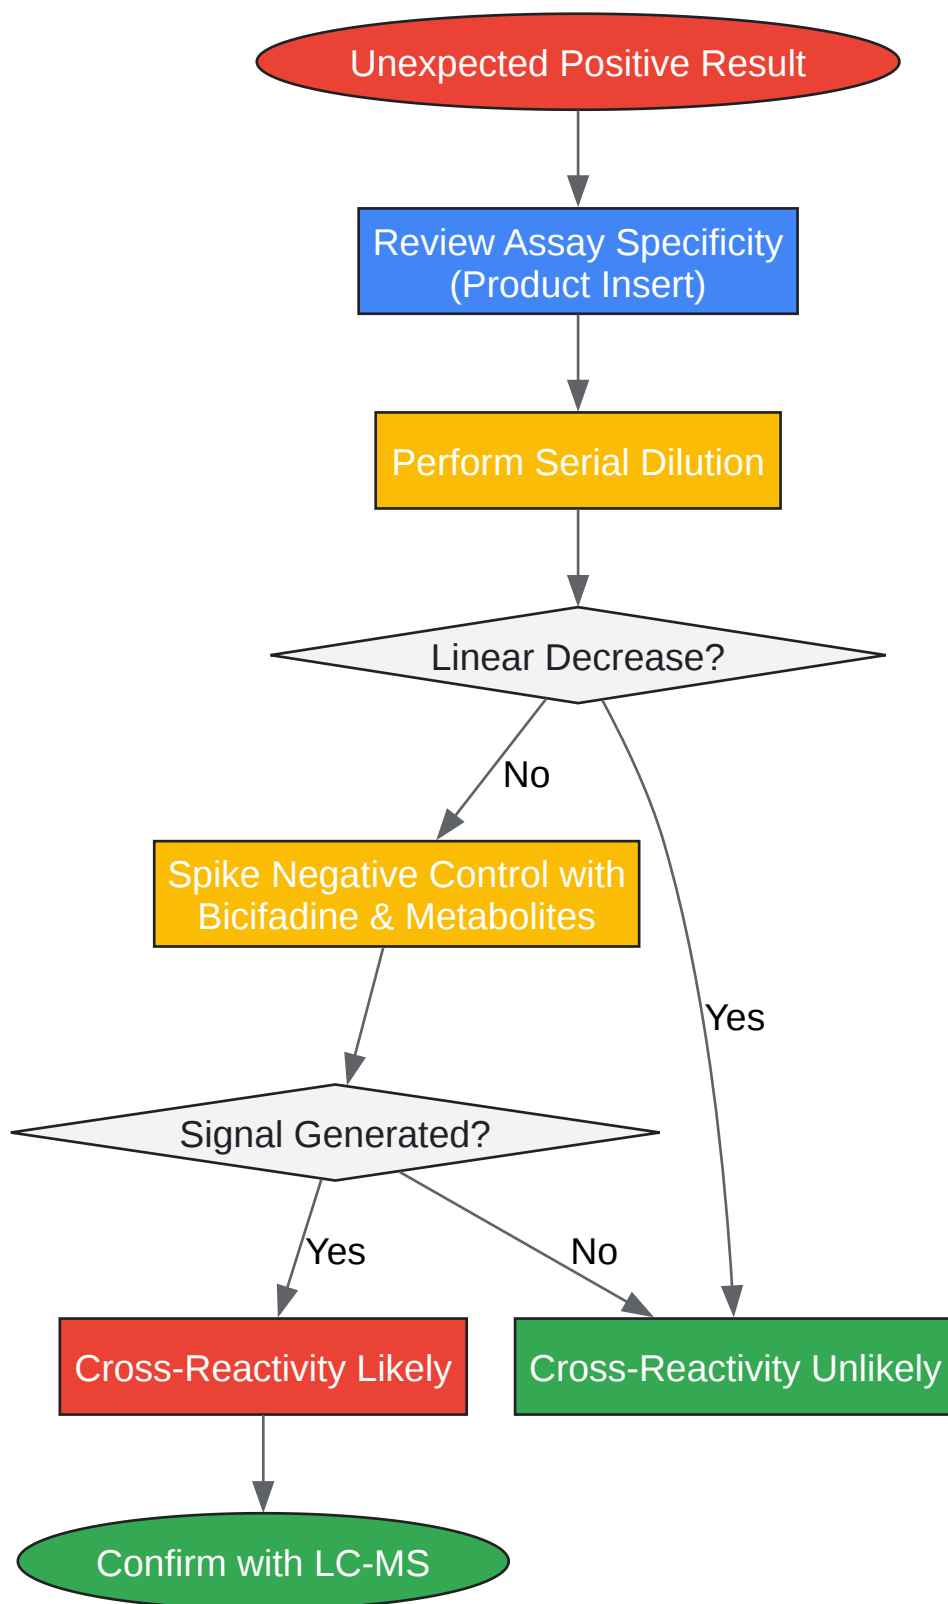 Unexpected Positive Result
Review Assay Specificity
(Product Insert)
Perform Serial Dilution
Linear Decrease?
No
Spike Negative Control with
Bicifadine & Metabolites
Yes
Signal Generated?
Yes
No
Cross-Reactivity Likely
Cross-Reactivity Unlikely
Confirm with LC-MS